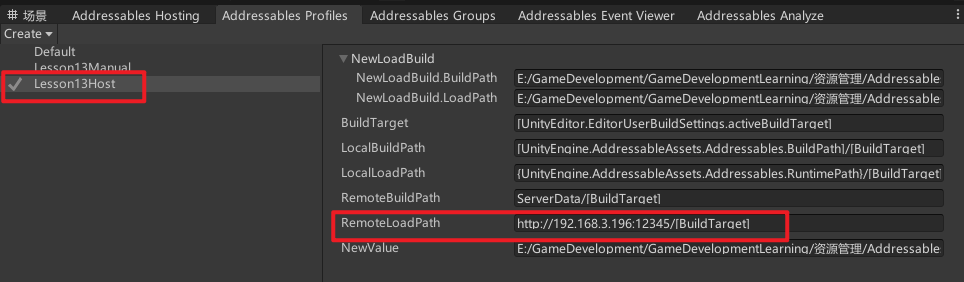 场景 Addressables Hosting Addressables Profiles Addressables Groups Addressables Event Viewer Addressables Analyze
Create
Default
Lesson13Manual
Lesson13Host
NewLoadBuild
NewLoadBuild.BuildPath E:/GameDevelopment/GameDevelopmentLearning/资源管理/Addressable
NewLoadBuild.LoadPath E:/GameDevelopment/GameDevelopmentLearning/资源管理/Addressable
BuildTarget [UnityEditor.EditorUserBuildSettings.activeBuildTarget]
LocalBuildPath [UnityEngine.AddressableAssets.Addressables.BuildPath]/[BuildTarget]
LocalLoadPath {UnityEngine.AddressableAssets.Addressables.RuntimePath}/[BuildTarget]
RemoteBuildPath ServerData/[BuildTarget]
RemoteLoadPath http://192.168.3.196:12345/[BuildTarget]
NewValue E:/GameDevelopment/GameDevelopmentLearning/资源管理/Addressable